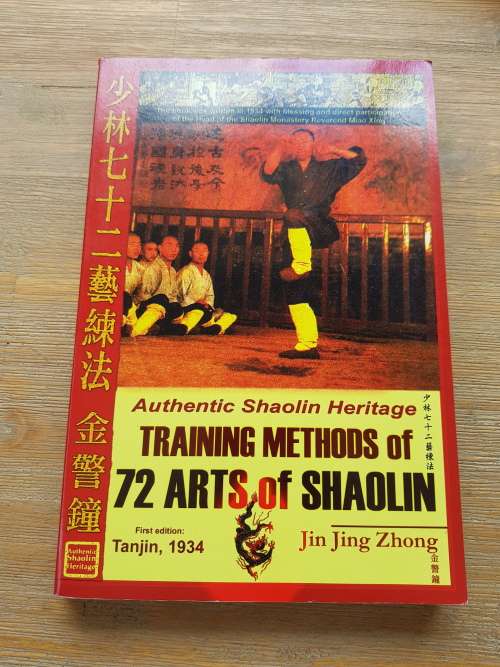 少林七十二藝練法 金警鐘
The book was written in 1934 with blessing and direct participation
of the Head of the Shaolin Monastery Reverend Miao Xing
Authentic Shaolin Heritage
TRAINING METHODS of
72 ARTS of SHAOLIN
少林七十二藝練法
First edition:
Tanjin, 1934
Jin Jing Zhong
金警鐘
Authentic
Shaolin
Heritage